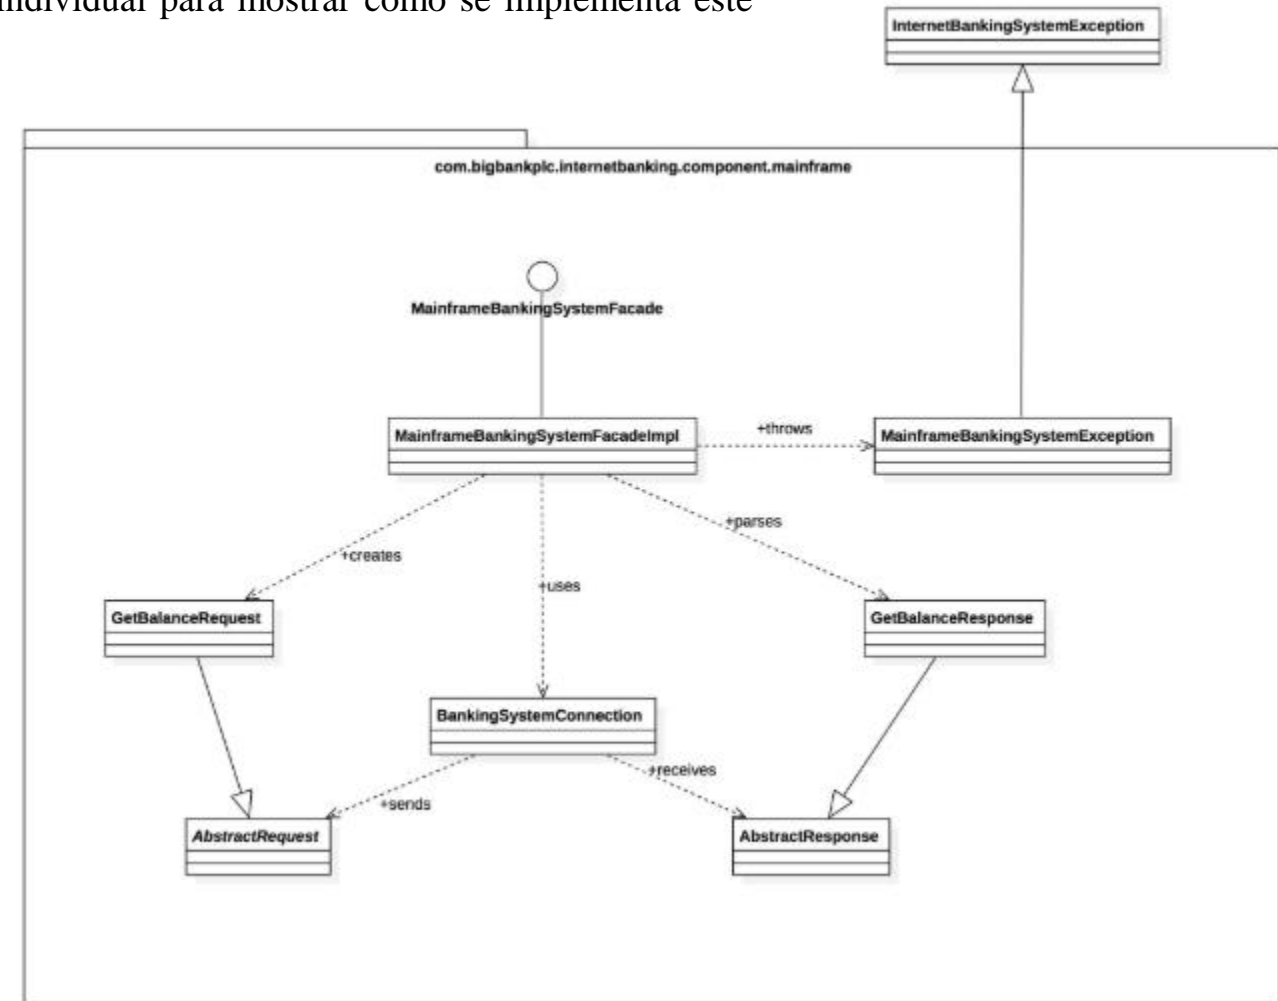 individual para mostrar cómo se implementa este
InternetBankingSystemException
com.bigbankplc.internetbanking.component.mainframe
MainframeBankingSystemFacade
MainframeBankingSystemFacadeImpl
+throws
MainframeBankingSystemException
+parses
+creates
+uses
GetBalanceRequest
GetBalanceResponse
BankingSystemConnection
+receives
+sends
AbstractRequest
AbstractResponse